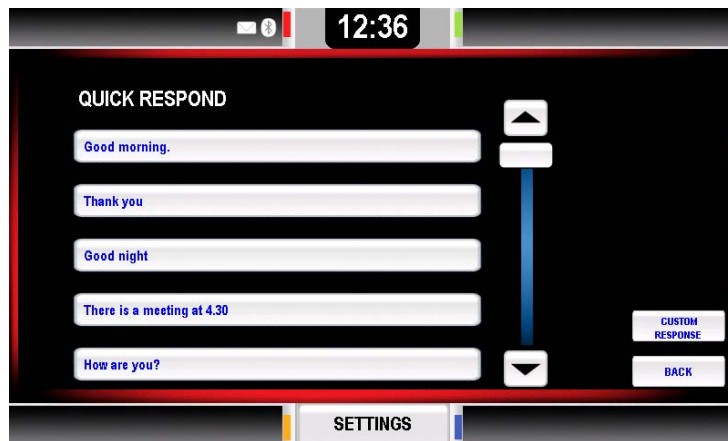 12:36
QUICK RESPOND
Good morning.
Thank you
Good night
There is a meeting at 4.30
How are you?
CUSTOM
RESPONSE
BACK
SETTINGS